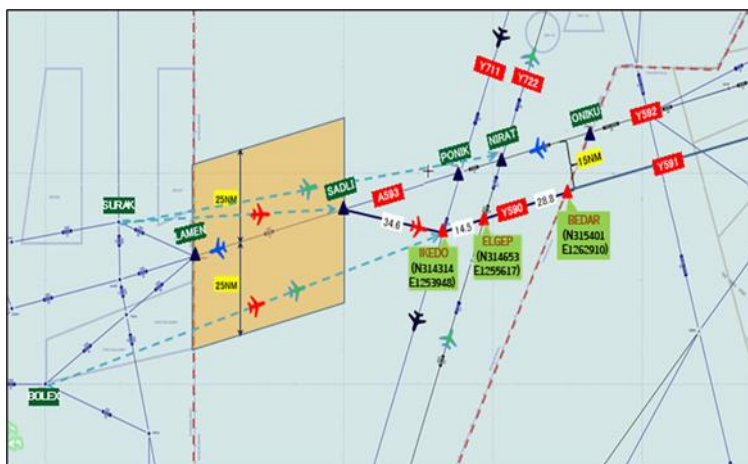 Y711
Y722
ONIKU
Y592
NIRAT
PONIK
15NM
Y591
SADLI
A593
25NM
SURAK
LAMEN
34.6
14.5
Y590
28.8
25NM
BEDAR
(N315401
E1262910)
ELGEP
(N314653
E1255617)
IKEDO
(N314314
E1253948)
BOLEX